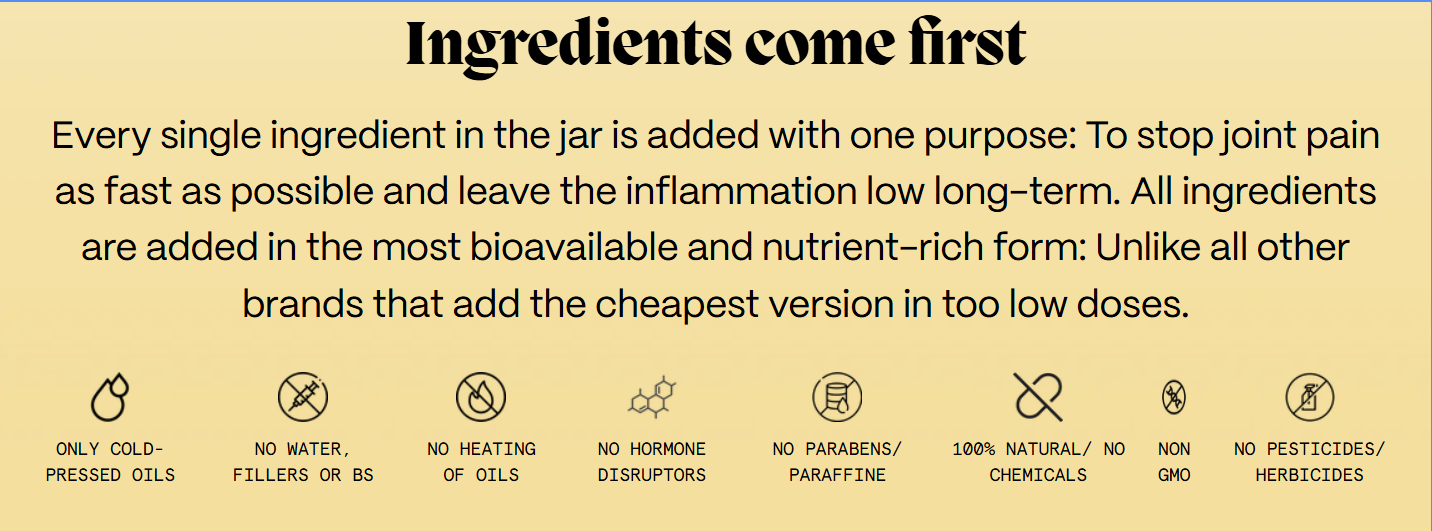 Ingredients come first
Every single ingredient in the jar is added with one purpose: To stop joint pain
as fast as possible and leave the inflammation low long-term. All ingredients
are added in the most bioavailable and nutrient-rich form: Unlike all other
brands that add the cheapest version in too low doses.
ONLY COLD-
PRESSED OILS
NO WATER,
FILLERS OR BS
NO HEATING
OF OILS
NO HORMONE
DISRUPTORS
NO PARABENS/
PARAFFINE
100% NATURAL/ NO
CHEMICALS
NON
GMO
NO PESTICIDES/
HERBICIDES